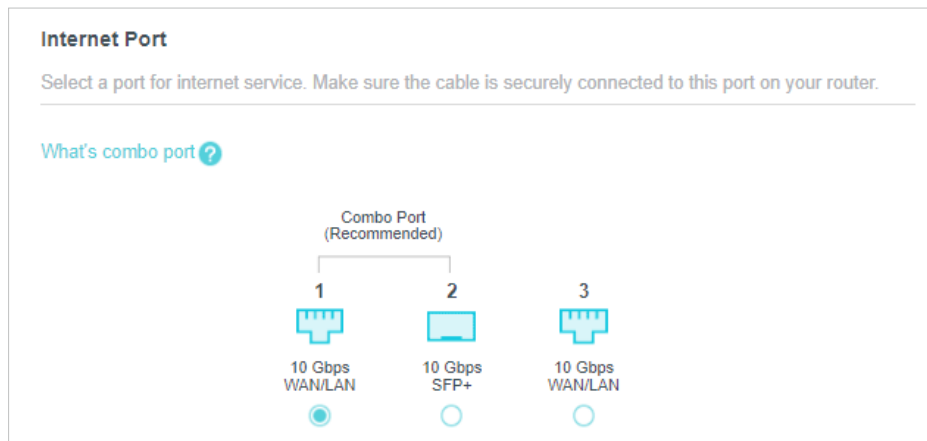 Internet Port
Select a port for internet service. Make sure the cable is securely connected to this port on your router.
What's combo port ?
Combo Port
(Recommended)
1 2 3
10 Gbps 10 Gbps 10 Gbps
WAN/LAN SFP+ WAN/LAN